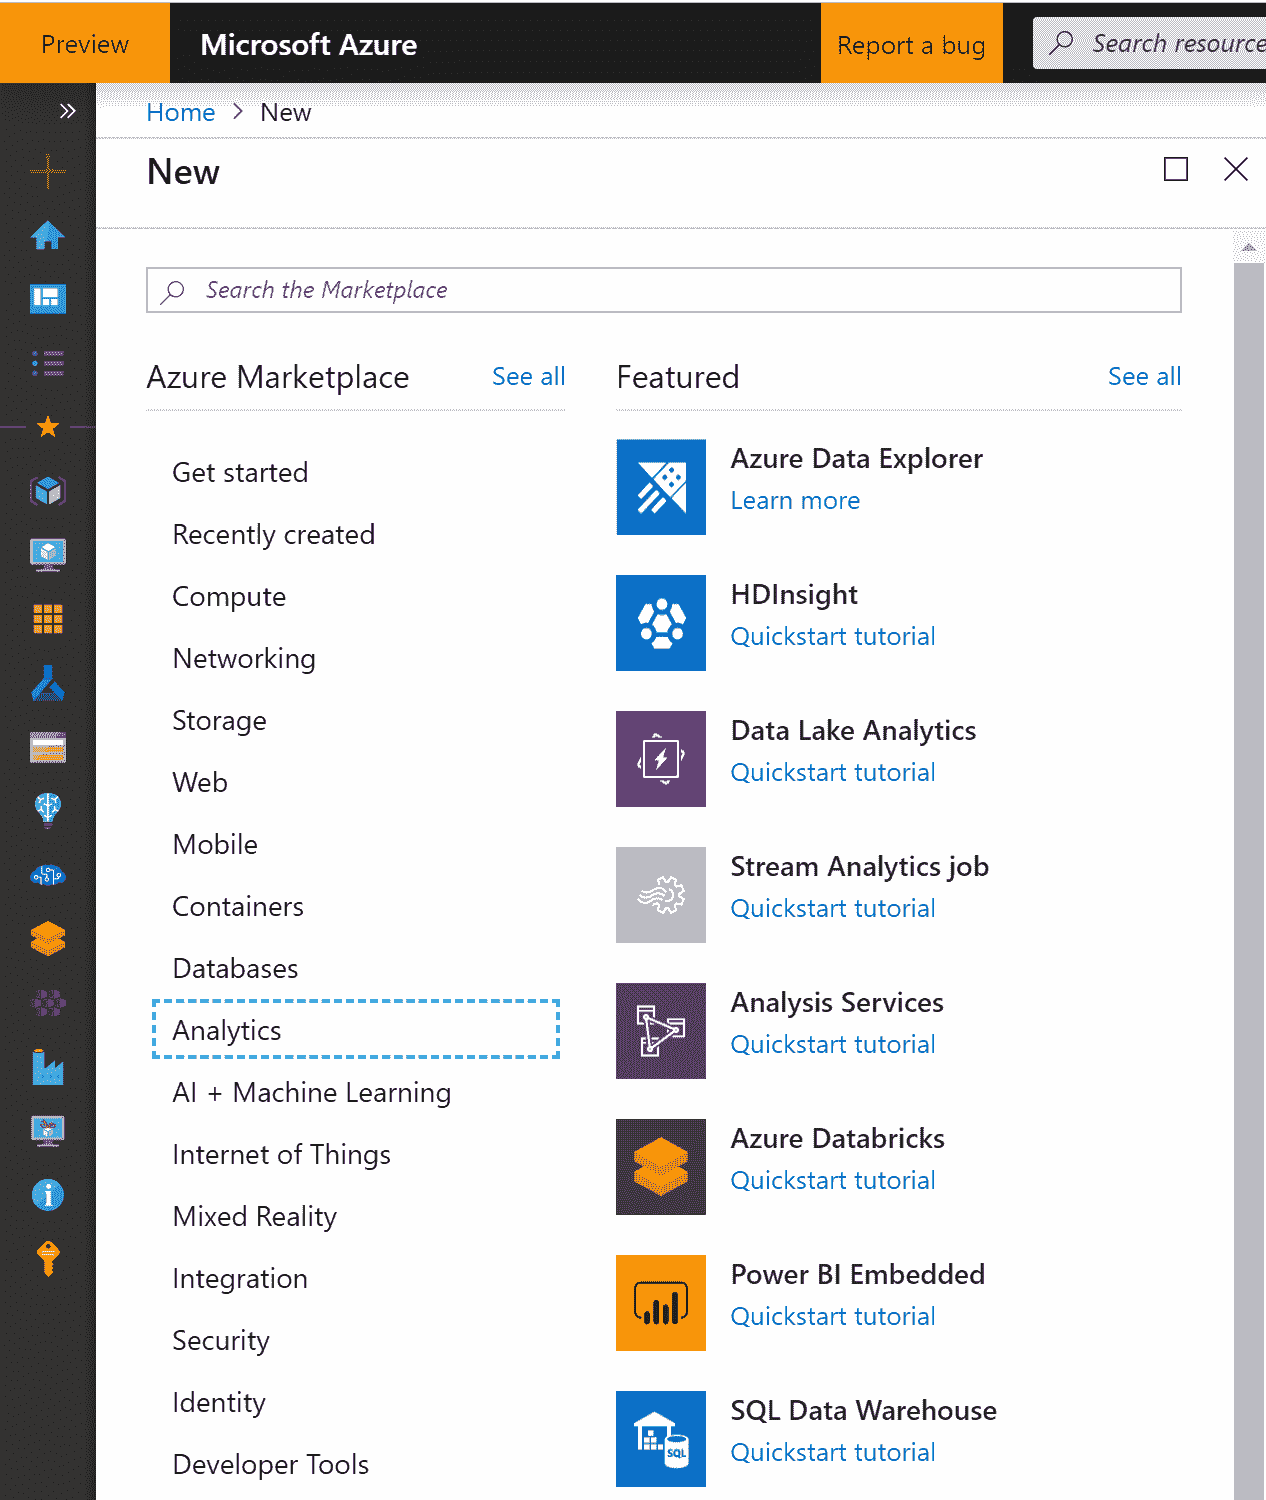 Preview
Microsoft Azure
Report a bug
Search resource
Home > New
New
Search the Marketplace
Azure Marketplace
See all
Get started
Recently created
Compute
Networking
Storage
Web
Mobile
Containers
Databases
Analytics
AI + Machine Learning
Internet of Things
Mixed Reality
Integration
Security
Identity
Developer Tools
Featured
See all
Azure Data Explorer
Learn more
HDInsight
Quickstart tutorial
Data Lake Analytics
Quickstart tutorial
Stream Analytics job
Quickstart tutorial
Analysis Services
Quickstart tutorial
Azure Databricks
Quickstart tutorial
Power BI Embedded
Quickstart tutorial
SQL
SQL Data Warehouse
Quickstart tutorial